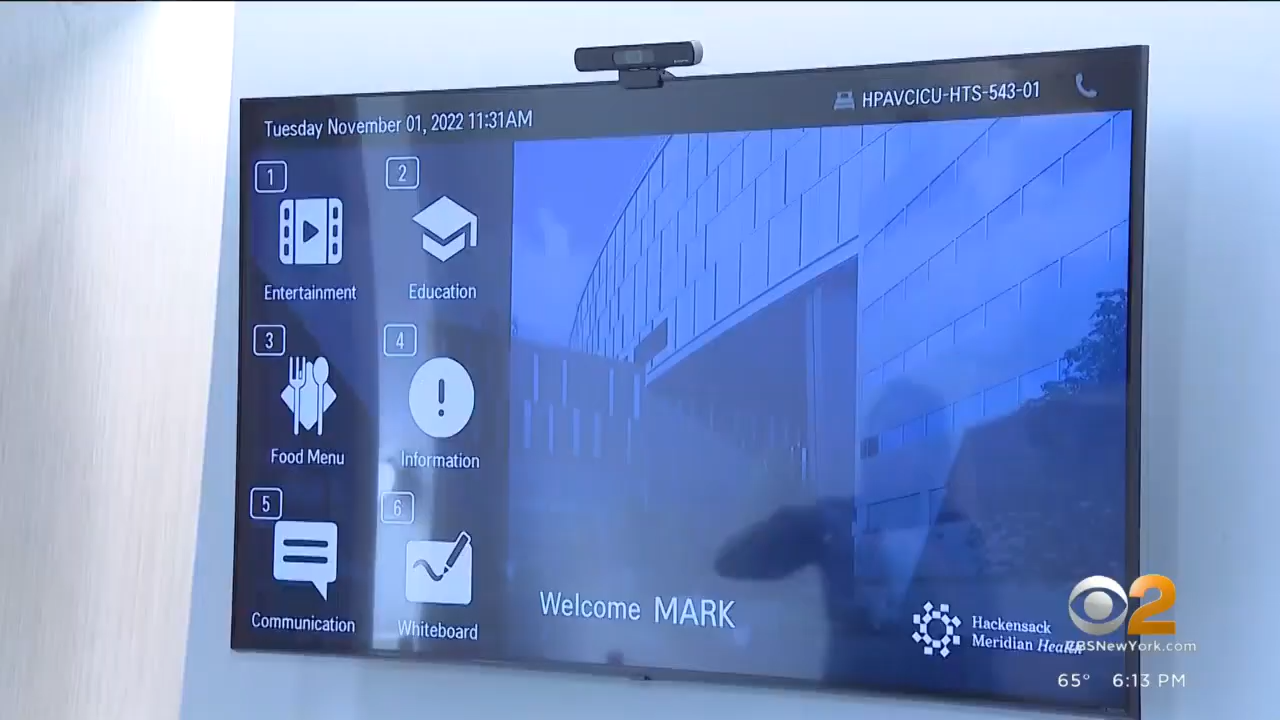 Tuesday November 01, 2022 11:31AM
HPAVCICU-HTS-543-01
1
2
Entertainment
Education
3
4
Food Menu
Information
5
6
Communication
Whiteboard
Welcome MARK
Hackensack
Meridian Health
2
CBSNewYork.com
65° 6:13 PM